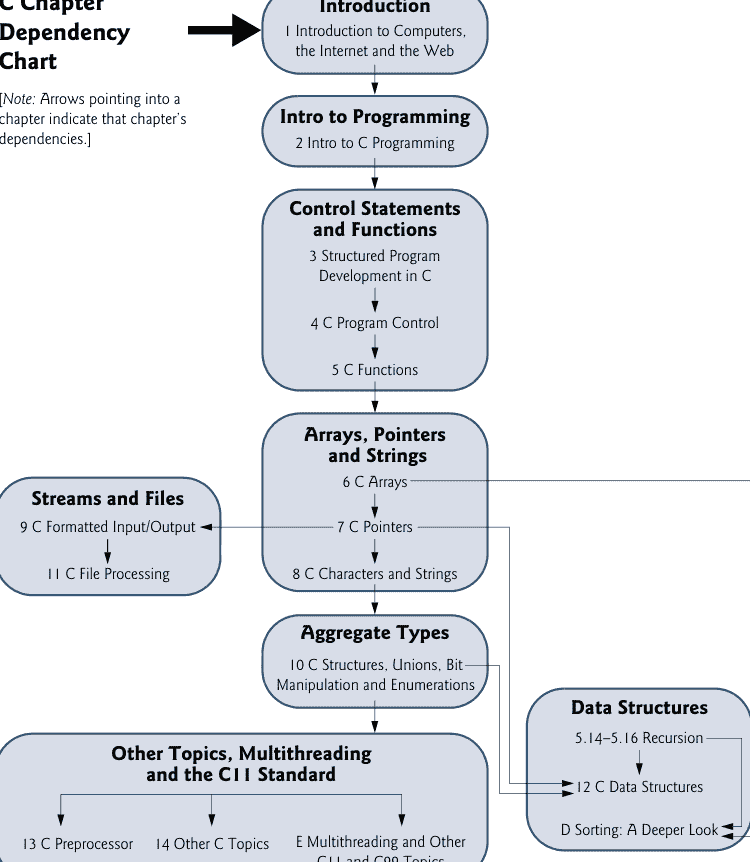 C Chapter
Dependency
Chart
[Note: Arrows pointing into a
chapter indicate that chapter's
dependencies.]
Introduction
1 Introduction to Computers,
the Internet and the Web
Intro to Programming
2 Intro to C Programming
Control Statements
and Functions
3 Structured Program
Development in C
4 C Program Control
5 C Functions
Arrays, Pointers
and Strings
6 C Arrays
7 C Pointers
8 C Characters and Strings
Streams and Files
9 C Formatted Input/Output
11 C File Processing
Aggregate Types
10 C Structures, Unions, Bit
Manipulation and Enumerations
Data Structures
5.14–5.16 Recursion
12 C Data Structures
D Sorting: A Deeper Look
Other Topics, Multithreading
and the C11 Standard
13 C Preprocessor
14 Other C Topics
E Multithreading and Other
C11 and C99 Topics